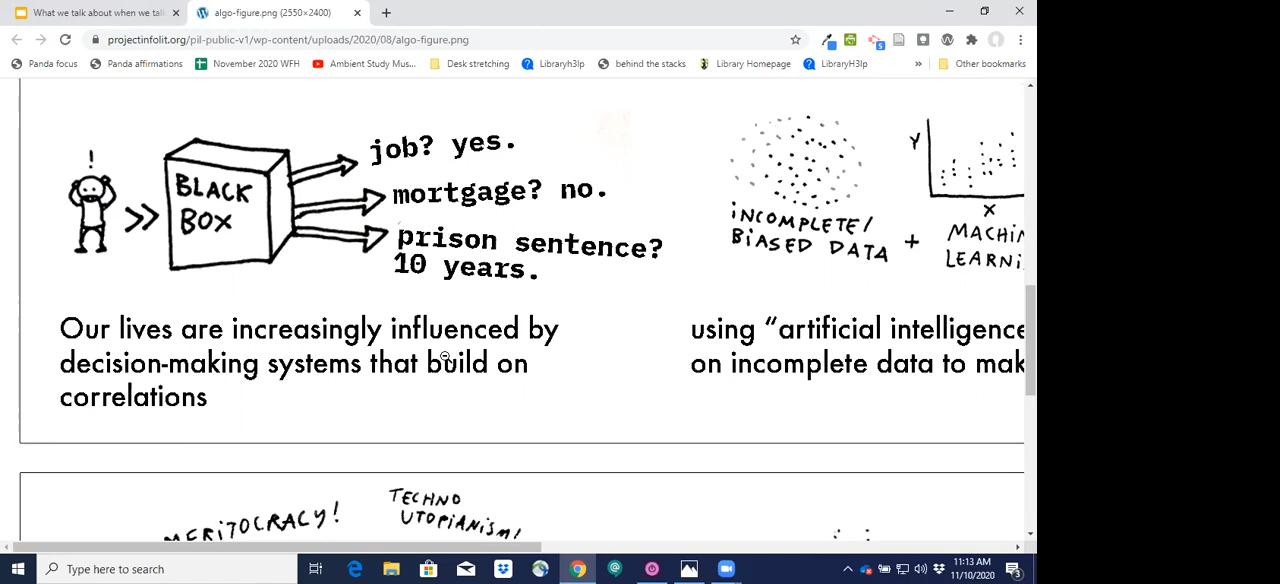 What we talk about when we talk
algo-figure.png (2550×2400)
projectinfolit.org/pil-public-v1/wp-content/uploads/2020/08/algo-figure.png
5
Panda focus
Panda affirmations
November 2020 WFH
Ambient Study Mus...
Desk stretching
Libraryh3lp
behind the stacks
Library Homepage
LibraryH3lp
»
Other bookmarks
!
>>
BLACK
BOX
job? yes.
mortgage? no.
prison sentence?
10 years.
INCOMPLETE/
BIASED DATA
+
Y
X
MACHIN
LEARNI
Our lives are increasingly influenced by
decision-making systems that build on
correlations
using “artificial intelligence
on incomplete data to mak
MERITOCRACY!
TECHNO
UTOPIANISM!
Type here to search
11:13 AM
11/10/2020
3